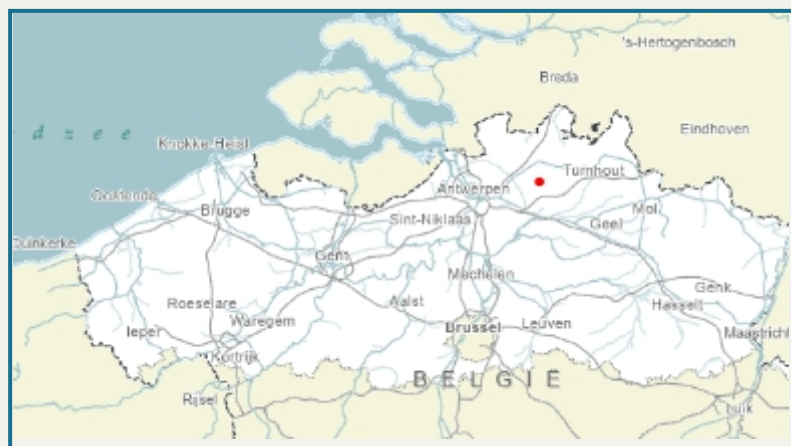 's-Hertogenbosch
Breda
Eindhoven
d z e e
Knokke-Heist
Turnhout
Oostende
Antwerpen
Brugge
Sint-Niklaas
Mol
Geel
Duinkerke
Gent
Mechelen
Genk
Roeselare
Aalst
Hasselt
Ieper
Waregem
Brussel
Leuven
Maastricht
Kortrijk
BELGIË
Rijsel
Luik